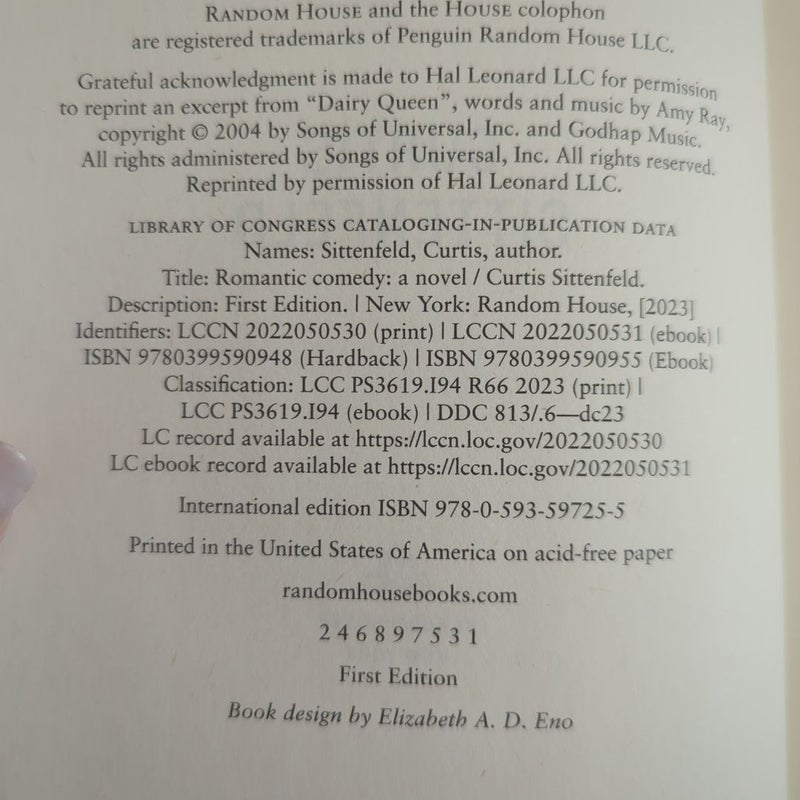 RANDOM HOUSE and the HOUSE colophon
are registered trademarks of Penguin Random House LLC.
Grateful acknowledgment is made to Hal Leonard LLC for permission
to reprint an excerpt from “Dairy Queen”, words and music by Amy Ray,
copyright © 2004 by Songs of Universal, Inc. and Godhap Music.
All rights administered by Songs of Universal, Inc. All rights reserved.
Reprinted by permission of Hal Leonard LLC.
LIBRARY OF CONGRESS CATALOGING-IN-PUBLICATION DATA
Names: Sittenfeld, Curtis, author.
Title: Romantic comedy: a novel / Curtis Sittenfeld.
Description: First Edition. | New York: Random House, [2023]
Identifiers: LCCN 2022050530 (print) | LCCN 2022050531 (ebook) |
ISBN 9780399590948 (Hardback) | ISBN 9780399590955 (Ebook)
Classification: LCC PS3619.I94 R66 2023 (print) |
LCC PS3619.I94 (ebook) | DDC 813/.6—dc23
LC record available at https://lccn.loc.gov/2022050530
LC ebook record available at https://lccn.loc.gov/2022050531
International edition ISBN 978-0-593-59725-5
Printed in the United States of America on acid-free paper
randomhousebooks.com
2 4 6 8 9 7 5 3 1
First Edition
Book design by Elizabeth A. D. Eno